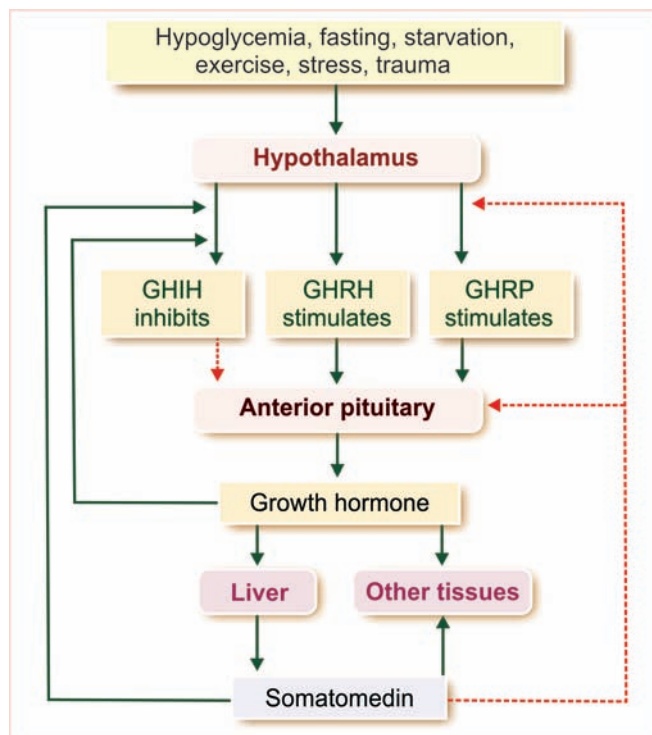 Hypoglycemia, fasting, starvation,
exercise, stress, trauma
Hypothalamus
GHIH
inhibits
GHRH
stimulates
GHRP
stimulates
Anterior pituitary
Growth hormone
Liver
Other tissues
Somatomedin